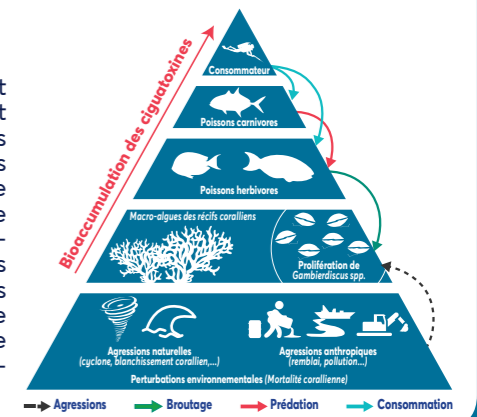 t
t
s
s
e
e
-
s
s
e
e
-
Bioaccumulation des ciguatoxines
Consommateur
Poissons carnivores
Poissons herbivores
Macro-algues des récifs coralliens
Prolifération de
Gambierdiscus spp.
Agressions naturelles
(cyclone, blanchissement corallien,...)
Agressions anthropiques
(remblai, pollution...)
Perturbations environnementales (Mortalité corallienne)
Agressions
Broutage
Prédation
Consommation